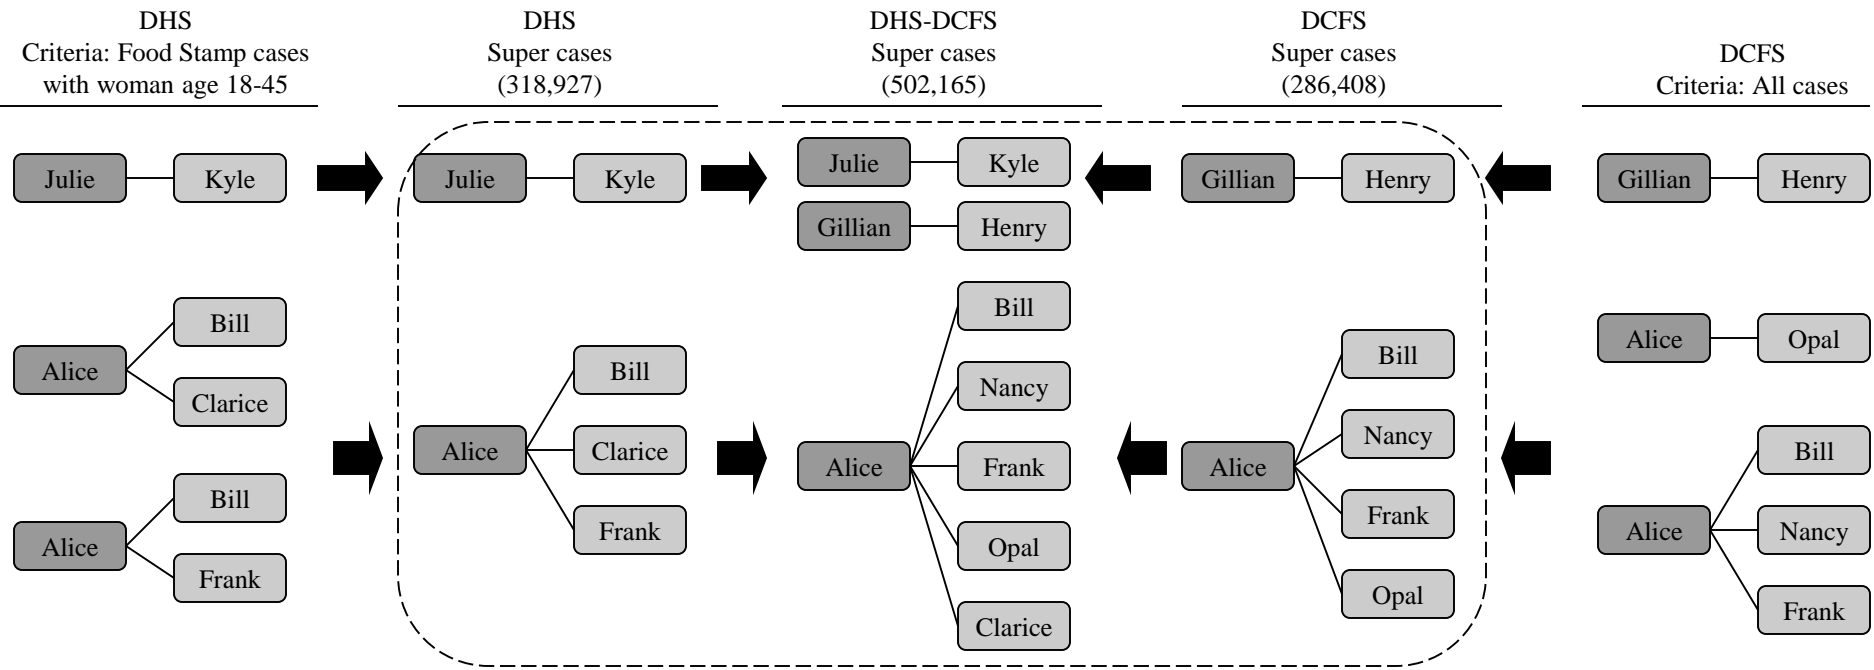 DHS
Criteria: Food Stamp cases
with woman age 18-45
DHS
Super cases
(318,927)
DHS-DCFS
Super cases
(502,165)
DCFS
Super cases
(286,408)
DCFS
Criteria: All cases
Julie
Kyle
Alice
Bill
Clarice
Alice
Bill
Frank
Julie
Kyle
Alice
Bill
Clarice
Frank
Julie
Kyle
Gillian
Henry
Alice
Bill
Nancy
Frank
Opal
Clarice
Gillian
Henry
Alice
Bill
Nancy
Frank
Opal
Gillian
Henry
Alice
Opal
Alice
Bill
Nancy
Frank